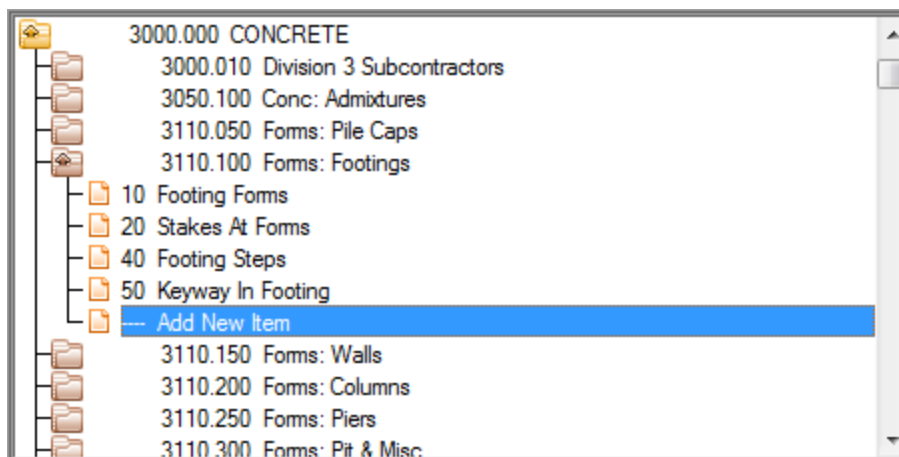 3000.000 CONCRETE
3000.010 Division 3 Subcontractors
3050.100 Conc: Admixtures
3110.050 Forms: Pile Caps
3110.100 Forms: Footings
10 Footing Forms
20 Stakes At Forms
40 Footing Steps
50 Keyway In Footing
---- Add New Item
3110.150 Forms: Walls
3110.200 Forms: Columns
3110.250 Forms: Piers
3110.300 Forms: Pit & Misc